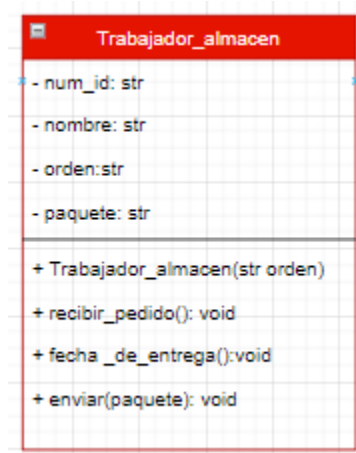 Trabajador_almacen
- num_id: str
- nombre: str
- orden:str
- paquete: str
+ Trabajador_almacen(str orden)
+ recibir_pedido(): void
+ fecha _de_entrega():void
+ enviar(paquete): void